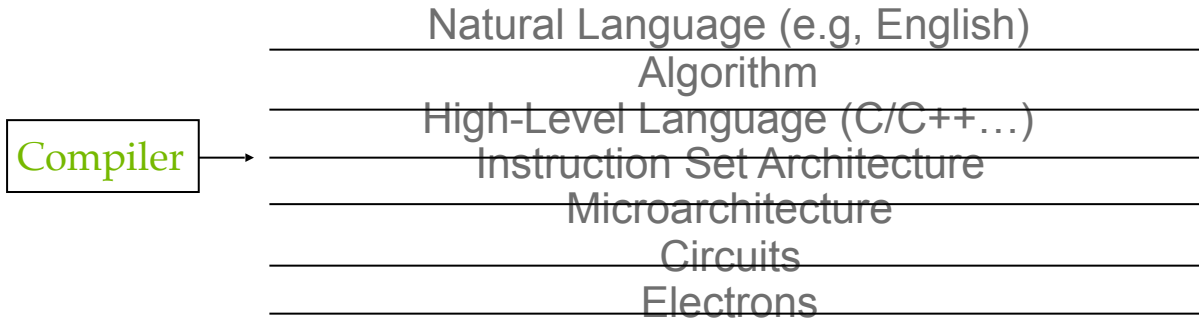 Natural Language (e.g, English)
Algorithm
High-Level Language (C/C++…)
Compiler
Instruction Set Architecture
Microarchitecture
Circuits
Electrons